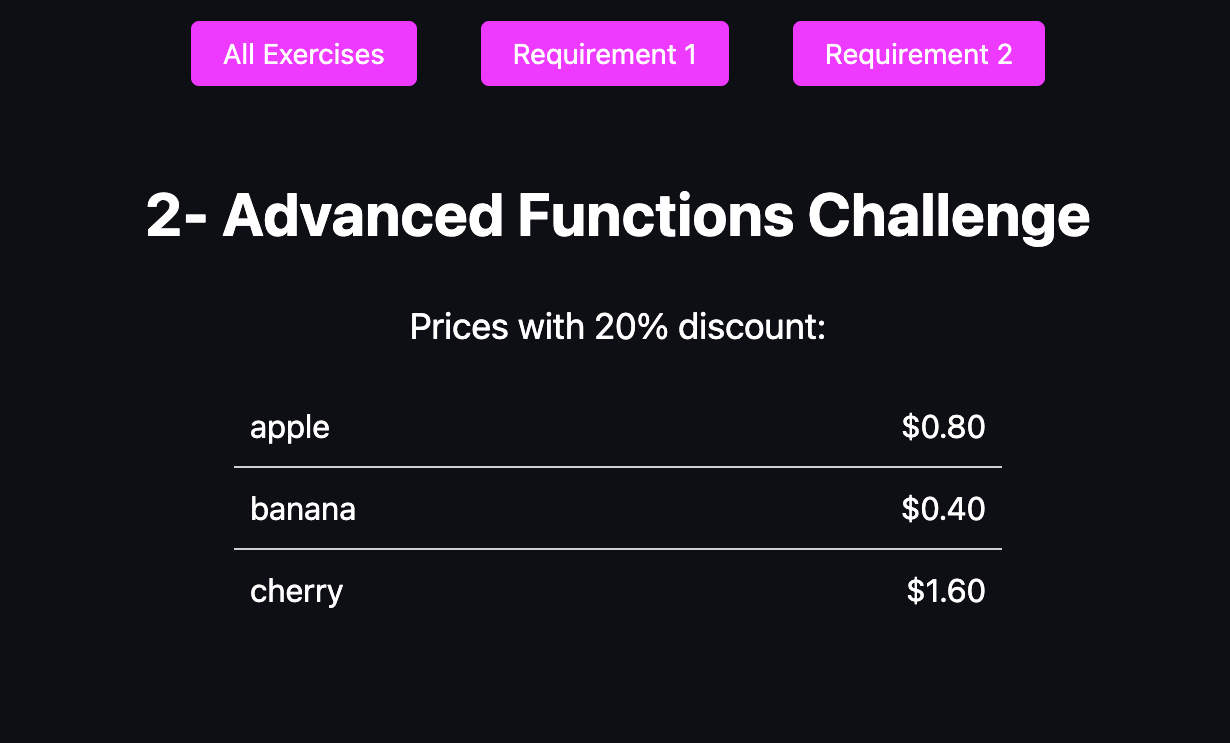 All Exercises Requirement 1 Requirement 2
2- Advanced Functions Challenge
Prices with 20% discount:
apple $0.80
banana $0.40
cherry $1.60